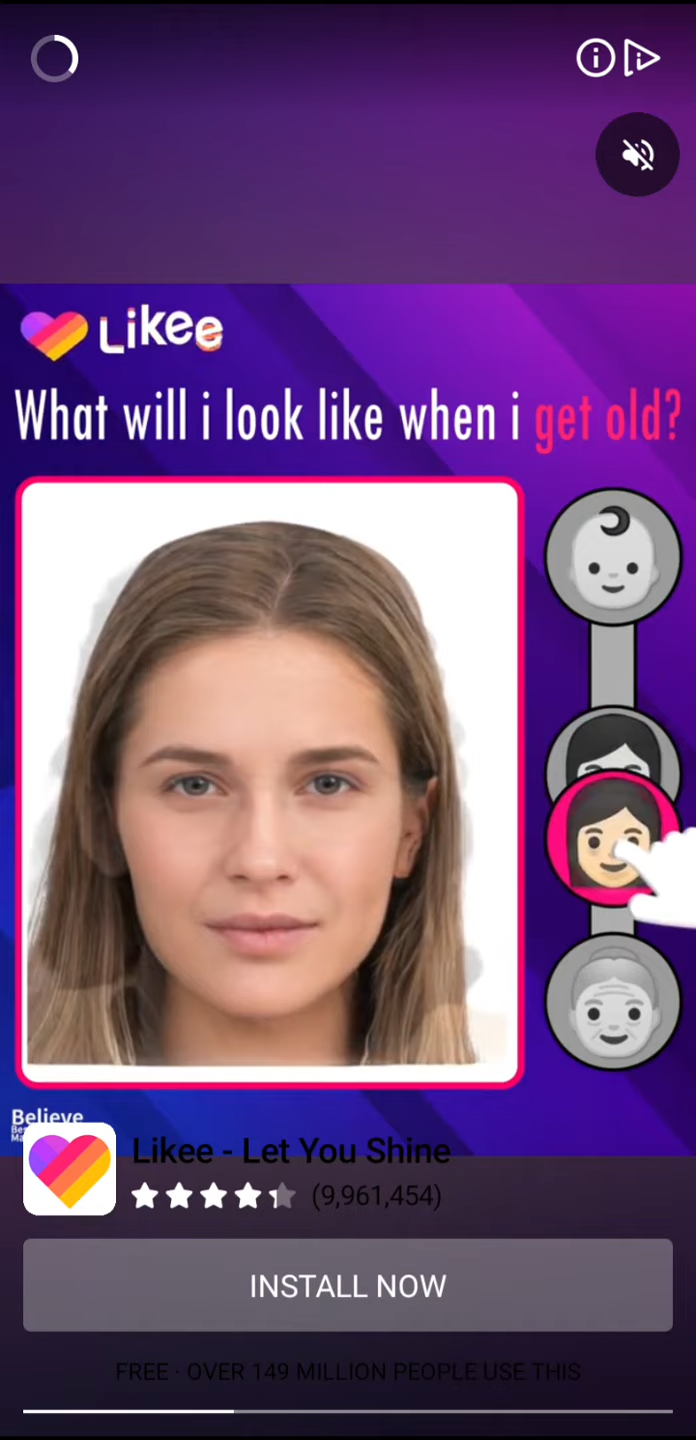 Likee
What will i look like when i get old?
Believe
Likee - Let You Shine
(9,961,454)
INSTALL NOW
FREE · OVER 149 MILLION PEOPLE USE THIS